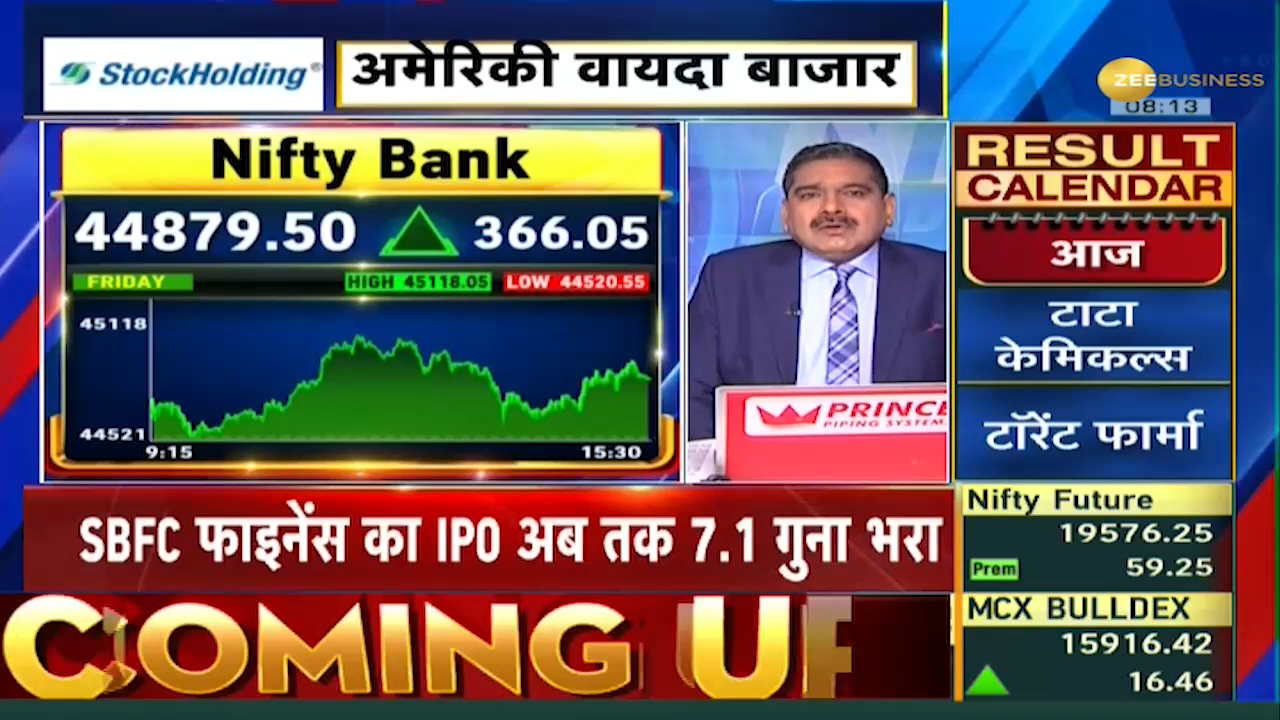 StockHolding®
अमेरिकी वायदा बाजार
ZEEBUSINESS
08:13
Nifty Bank
44879.50 366.05
FRIDAY HIGH 45118.05 LOW 44520.55
45118
44521
9:15 15:30
PRINCE
PIPING SYSTEM
RESULT
CALENDAR
आज
टाटा
केमिकल्स
टॉरेंट फार्मा
SBFC फाइनेंस का IPO अब तक 7.1 गुना भरा
Nifty Future
19576.25
Prem 59.25
MCX BULLDEX
15916.42
16.46
COMING UP